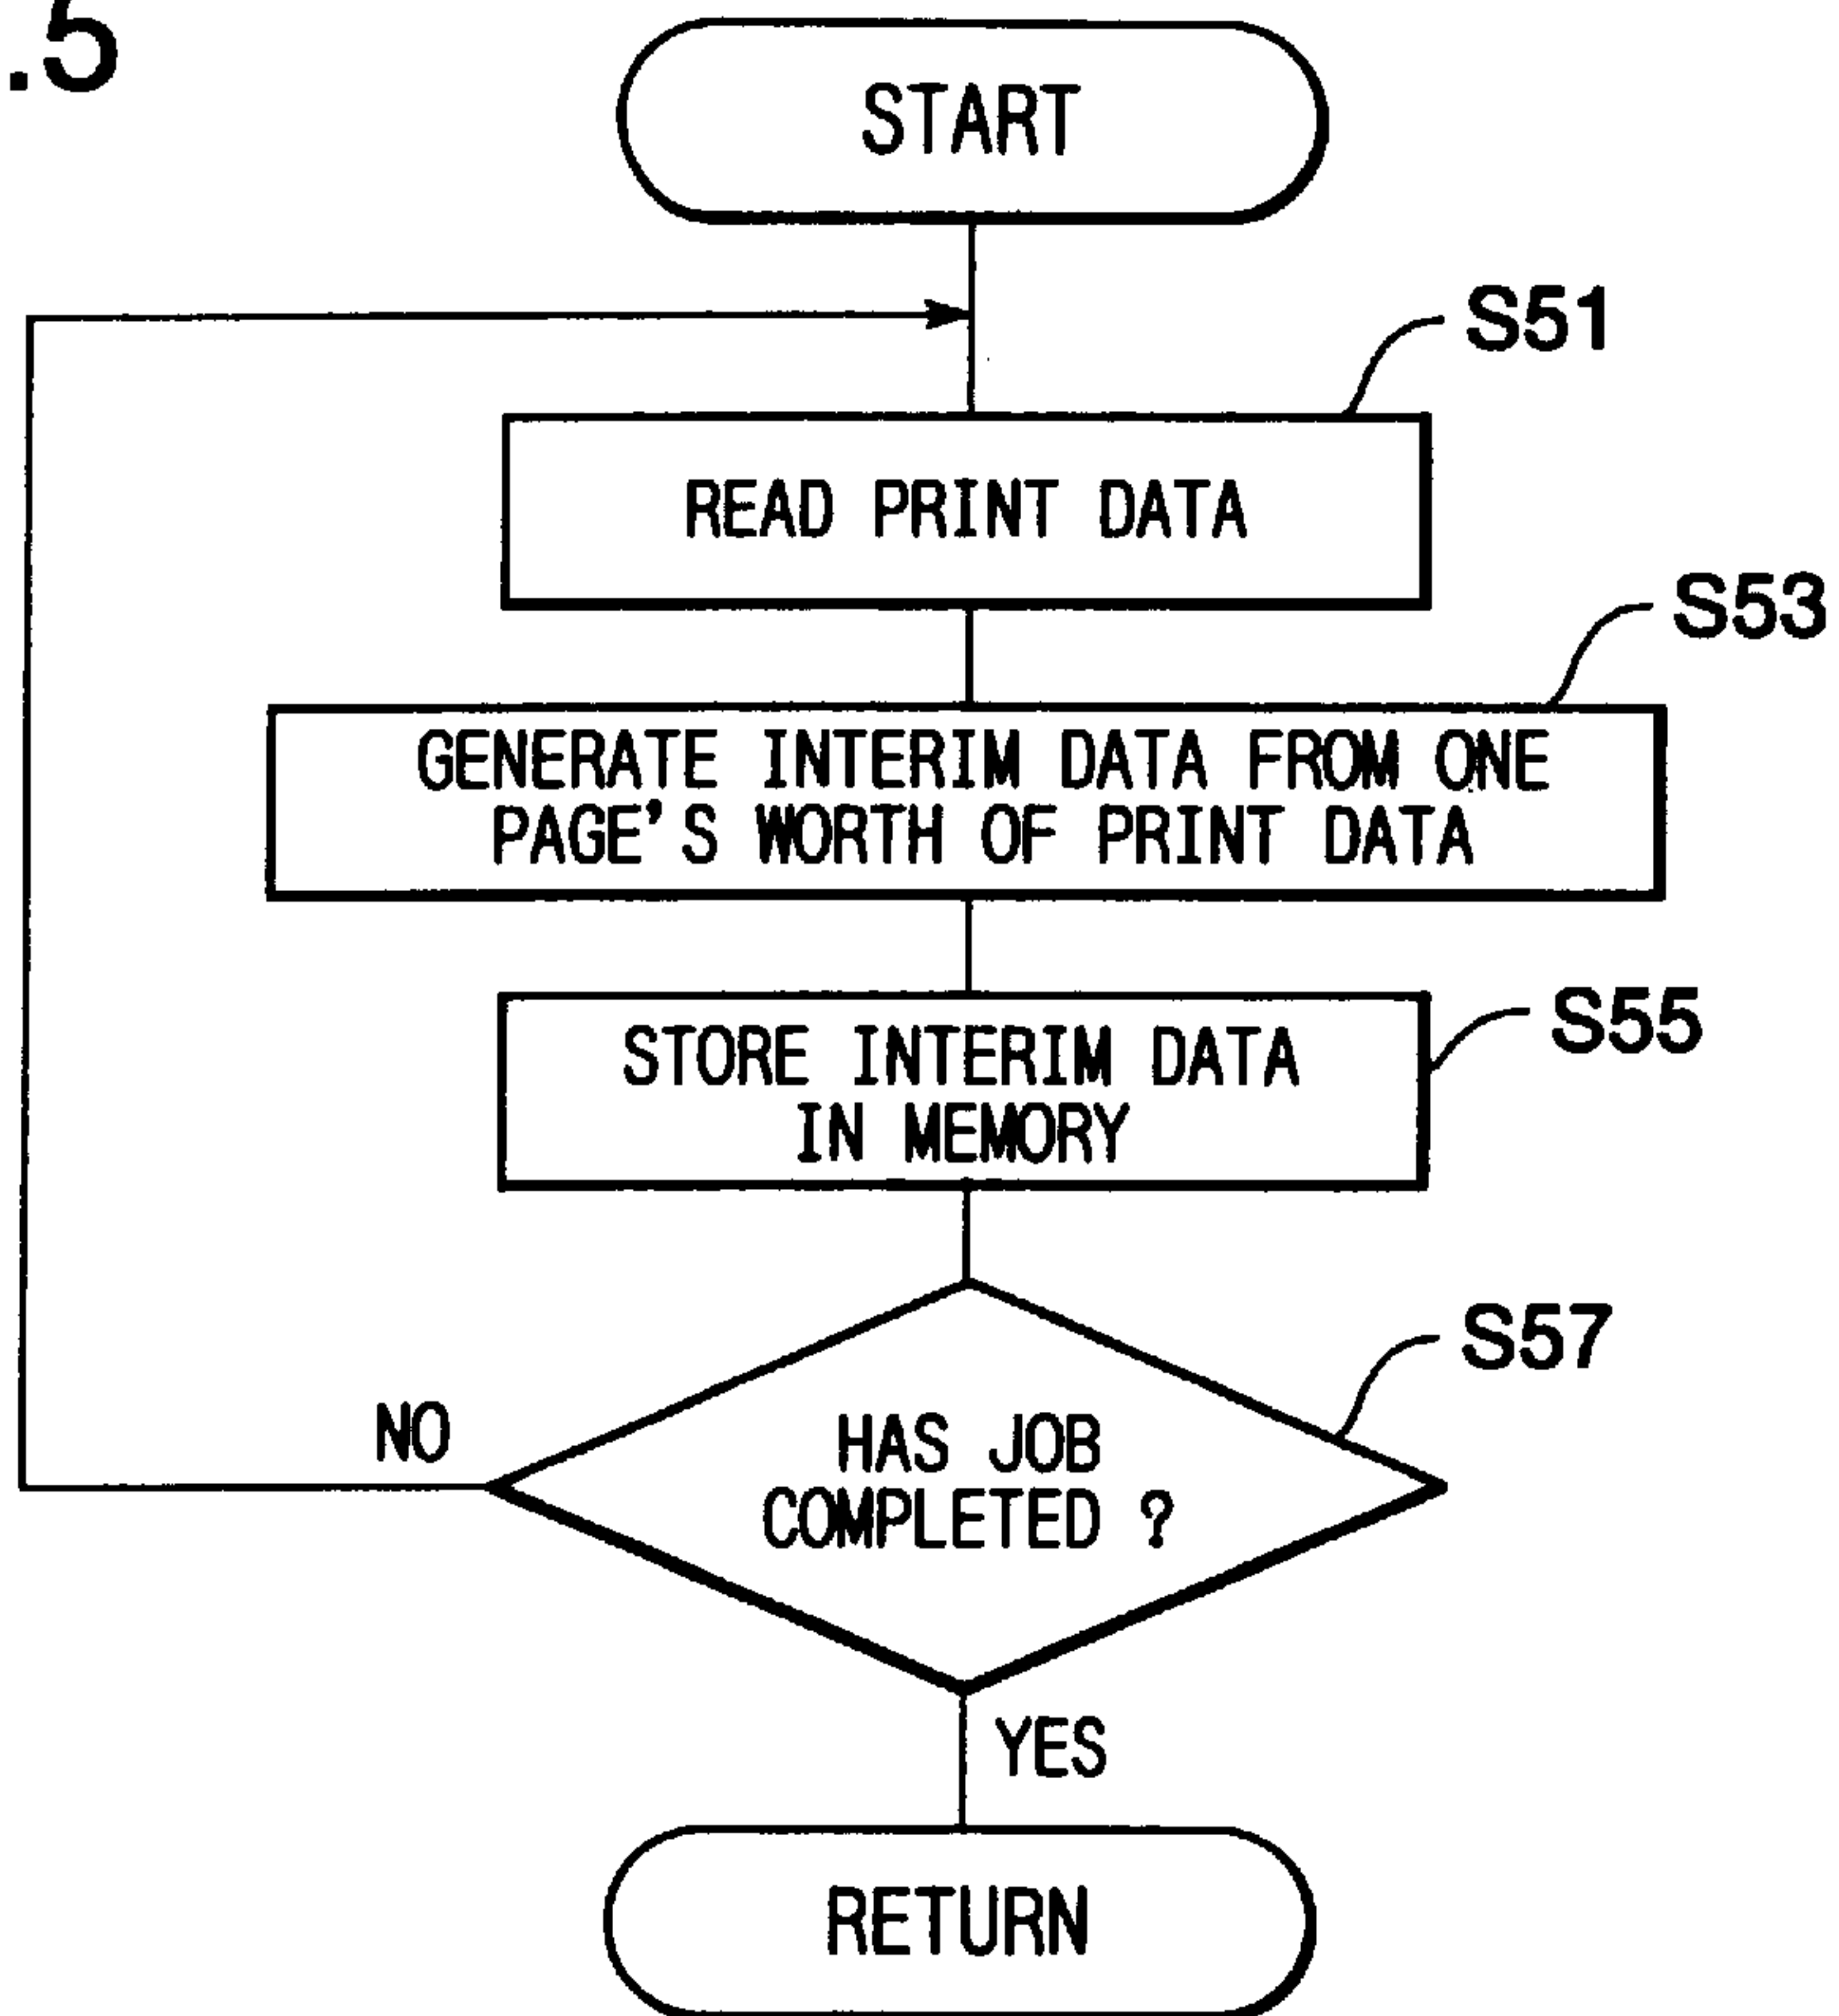 .5
START
S51
READ PRINT DATA
S53
GENERATE INTERIM DATA FROM ONE
PAGE'S WORTH OF PRINT DATA
S55
STORE INTERIM DATA
IN MEMORY
S57
NO
HAS JOB
COMPLETED ?
YES
RETURN